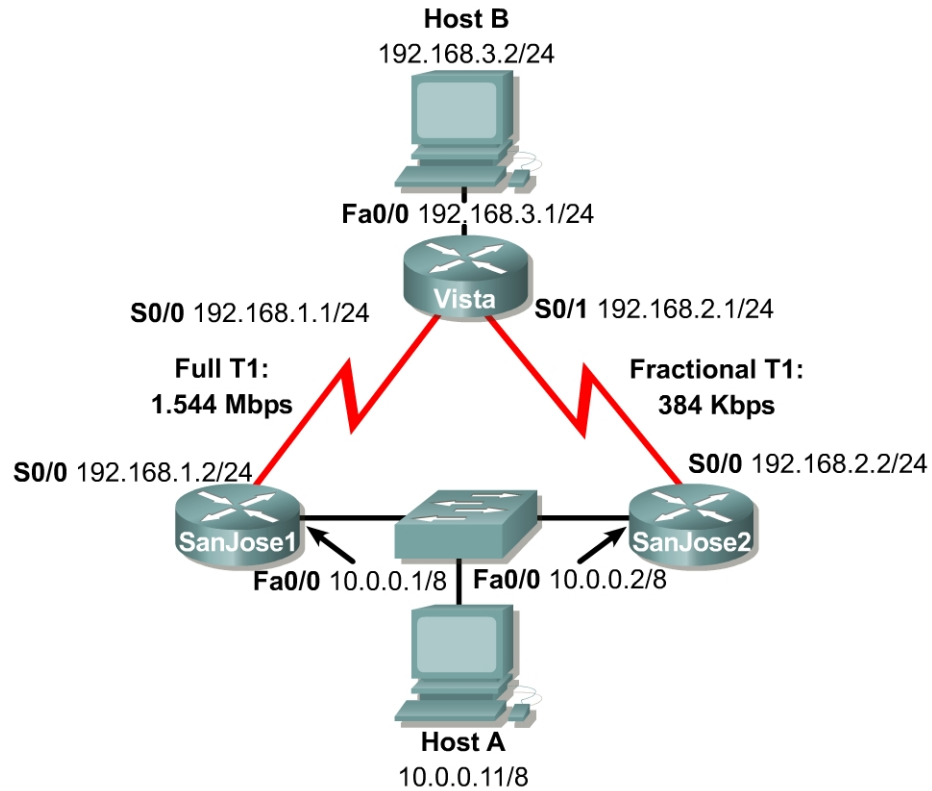 Host B
192.168.3.2/24
Fa0/0 192.168.3.1/24
Vista
S0/0 192.168.1.1/24
S0/1 192.168.2.1/24
Full T1:
1.544 Mbps
Fractional T1:
384 Kbps
S0/0 192.168.1.2/24
S0/0 192.168.2.2/24
SanJose1
SanJose2
Fa0/0 10.0.0.1/8
Fa0/0 10.0.0.2/8
Host A
10.0.0.11/8